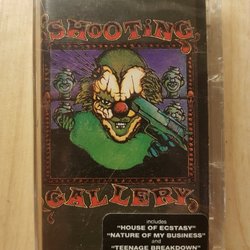 SHOOTING
GALLERY
includes
"HOUSE OF ECSTASY"
"NATURE OF MY BUSINESS"
and
"TEENAGE BREAKDOWN"